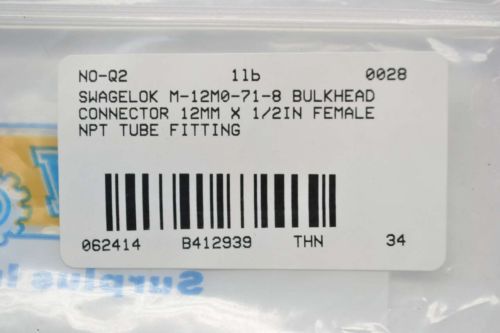 NO-Q2 1lb 0028
SWAGELOK M-12M0-71-8 BULKHEAD
CONNECTOR 12MM X 1/2IN FEMALE
NPT TUBE FITTING
062414 B412939 THN 34
Surplus